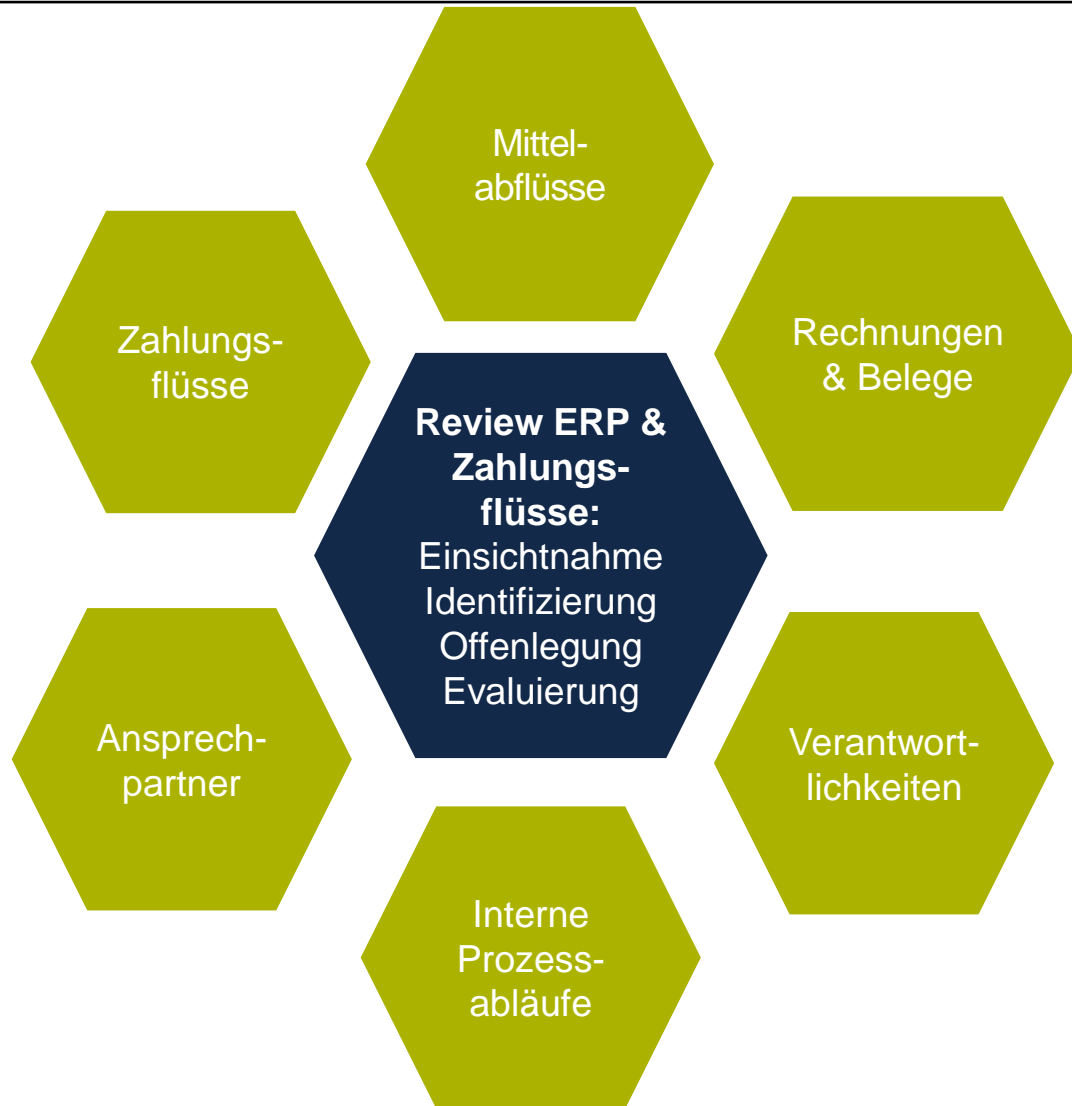 Mittel-
abflüsse
Rechnungen
& Belege
Zahlungs-
flüsse
Review ERP &
Zahlungs-
flüsse:
Einsichtnahme
Identifizierung
Offenlegung
Evaluierung
Ansprech-
partner
Verantwort-
lichkeiten
Interne
Prozess-
abläufe